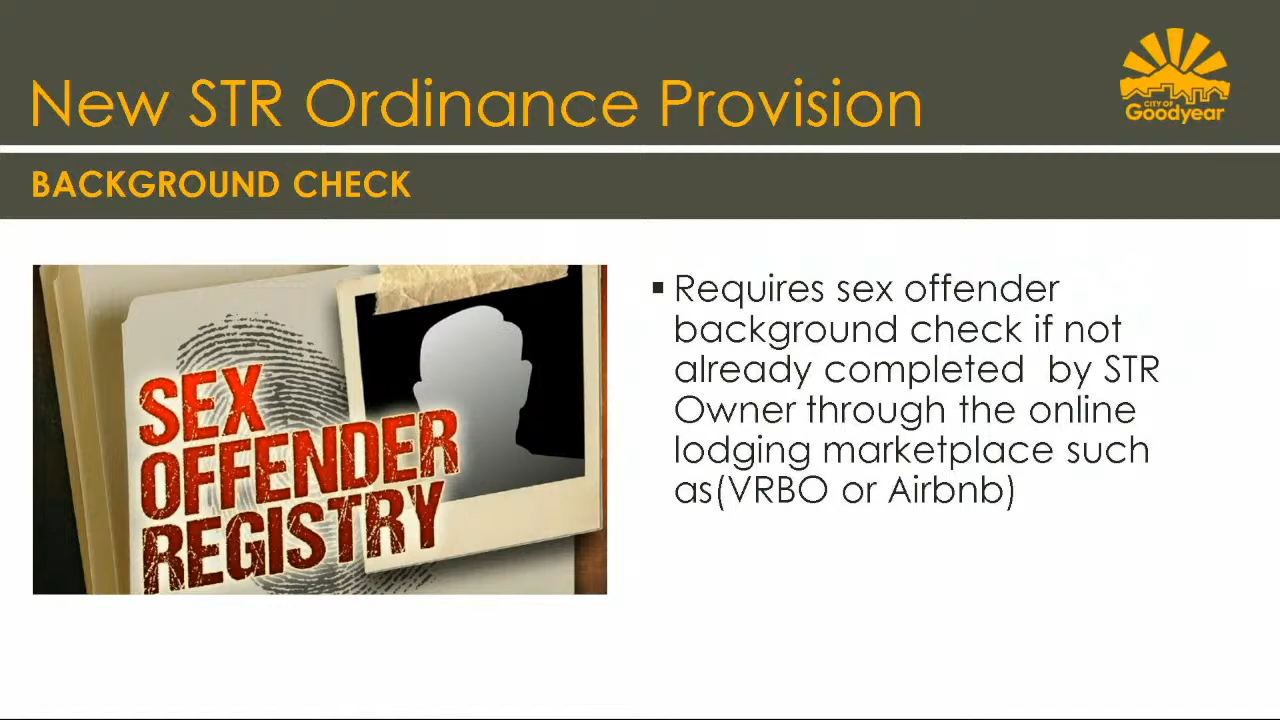 New STR Ordinance Provision
CITY OF
Goodyear
BACKGROUND CHECK
SEX
OFFENDER
REGISTRY
▪ Requires sex offender
background check if not
already completed  by STR
Owner through the online
lodging marketplace such
as(VRBO or Airbnb)